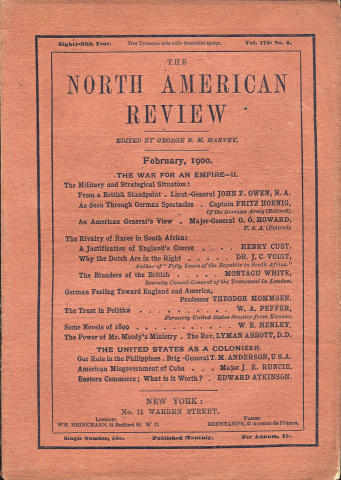 Eighty-fifth Year. Tros Tyriusque mihi nullo discrimine agetur. Vol. 170: No. 2.
THE
NORTH AMERICAN
REVIEW
EDITED BY GEORGE B. M. HARVEY.
February, 1900.
THE WAR FOR AN EMPIRE—II.
The Military and Strategical Situation:
From a British Standpoint . Lieut.-General JOHN F. OWEN, R. A.
As Seen Through German Spectacles . Captain FRITZ HOENIG,
Of the German Army (Retired).
An American General's View . Major-General O. O. HOWARD,
U. S. A. (Retired).
The Rivalry of Races in South Africa:
A Justification of England's Course . . . . HENRY CUST.
Why the Dutch Are in the Right . . . . . DR. J. C. VOIGT,
Author of "Fifty Years of the Republic in South Africa."
The Blunders of the British . . . . . MONTAGU WHITE,
Recently Consul-General of the Transvaal in London.
German Feeling Toward England and America,
Professor THEODOR MOMMSEN.
The Trust in Politics . . . . . . . . W. A. PEFFER,
Formerly United States Senator from Kansas.
Some Novels of 1899 . . . . . . . . . W. E. HENLEY.
The Power of Mr. Moody's Ministry . The Rev. LYMAN ABBOTT, D.D.
THE UNITED STATES AS A COLONIZER.
Our Rule in the Philippines . Brig.-General T. M. ANDERSON, U.S.A.
American Misgovernment of Cuba . . . Major J. E. RUNCIE.
Eastern Commerce; What is it Worth? . EDWARD ATKINSON.
NEW YORK:
No. 11 WARREN STREET.
LONDON: PARIS:
WM. HEINEMANN, 21 Bedford St. W C. BRENTANO'S, 37 Avenue de l'Opera.
Single Number, 50c. Published Monthly. Per Annum, $5.